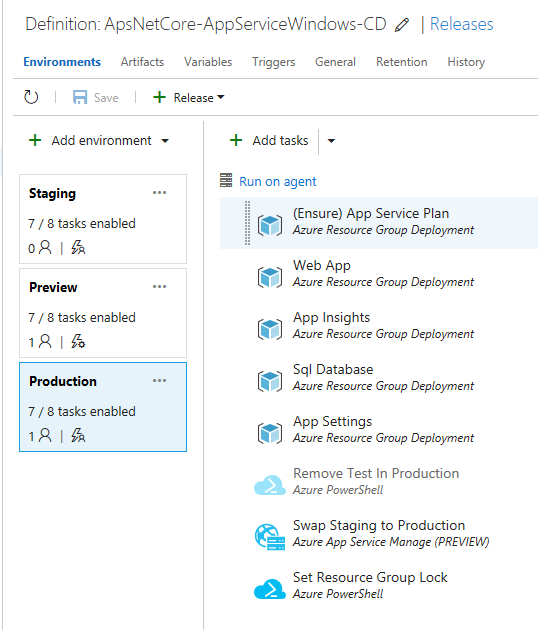 Definition: ApsNetCore-AppServiceWindows-CD | Releases
Environments Artifacts Variables Triggers General Retention History
Save Release
Add environment
Add tasks
Staging
7 / 8 tasks enabled
0
Preview
7 / 8 tasks enabled
1
Production
7 / 8 tasks enabled
1
Run on agent
(Ensure) App Service Plan
Azure Resource Group Deployment
Web App
Azure Resource Group Deployment
App Insights
Azure Resource Group Deployment
Sql Database
Azure Resource Group Deployment
App Settings
Azure Resource Group Deployment
Remove Test In Production
Azure PowerShell
Swap Staging to Production
Azure App Service Manage (PREVIEW)
Set Resource Group Lock
Azure PowerShell